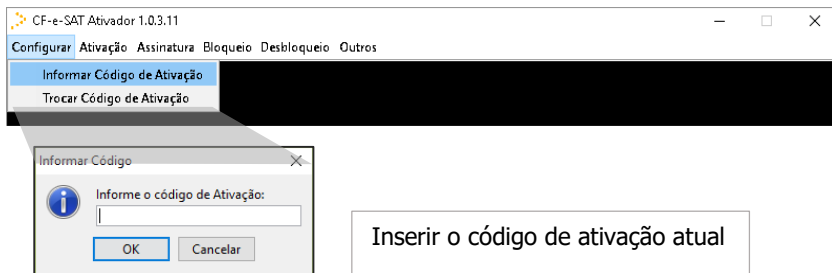 CF-e-SAT Ativador 1.0.3.11
Configurar Ativação Assinatura Bloqueio Desbloqueio Outros
Informar Código de Ativação
Trocar Código de Ativação
Informar Código
Informe o código de Ativação:
OK Cancelar
Inserir o código de ativação atual